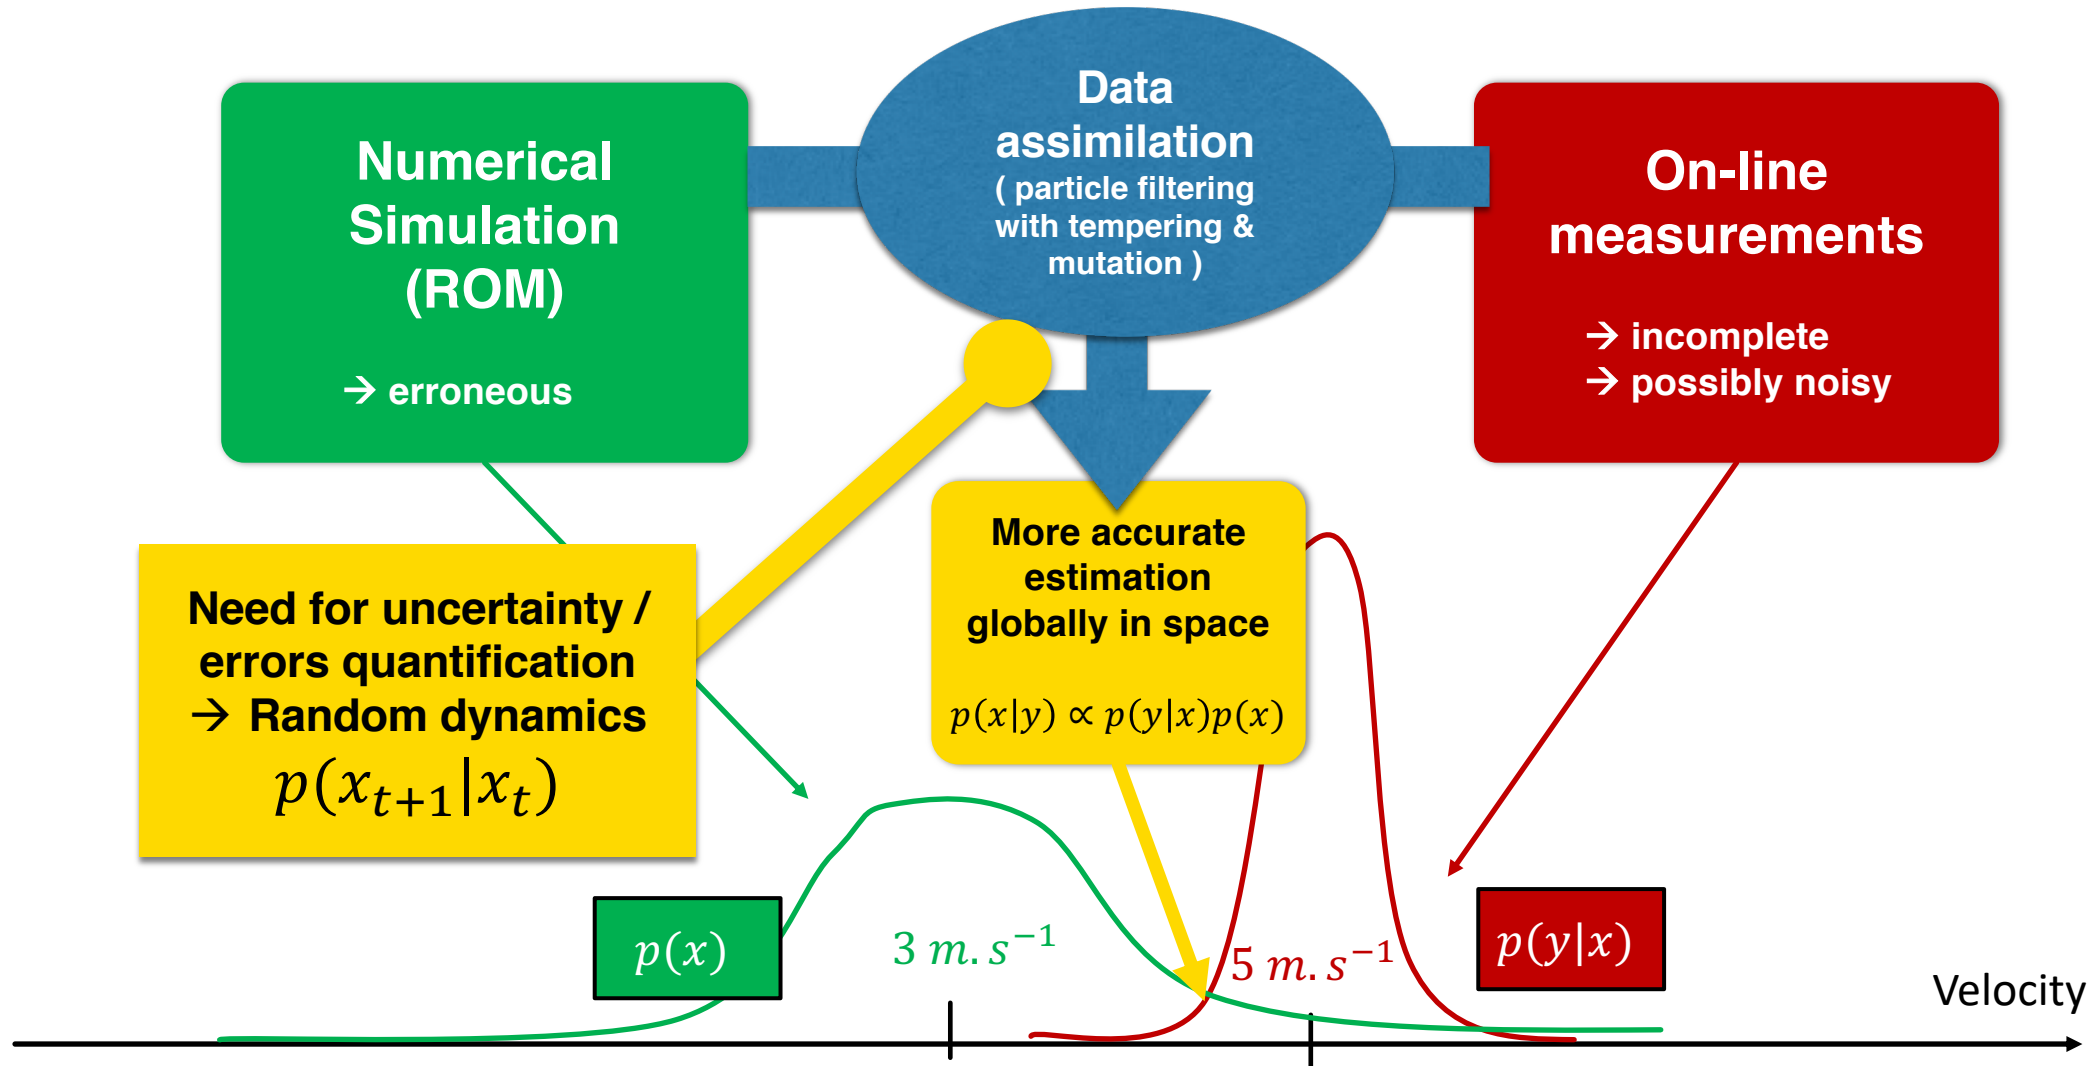 Numerical
Simulation
(ROM)
→ erroneous
Data
assimilation
( particle filtering
with tempering &
mutation )
On-line
measurements
→ incomplete
→ possibly noisy
Need for uncertainty /
errors quantification
→ Random dynamics
p(x_{t+1}|x_t)
More accurate
estimation
globally in space
p(x|y) ∝ p(y|x)p(x)
p(x)
3 m.s⁻¹
5 m.s⁻¹
p(y|x)
Velocity